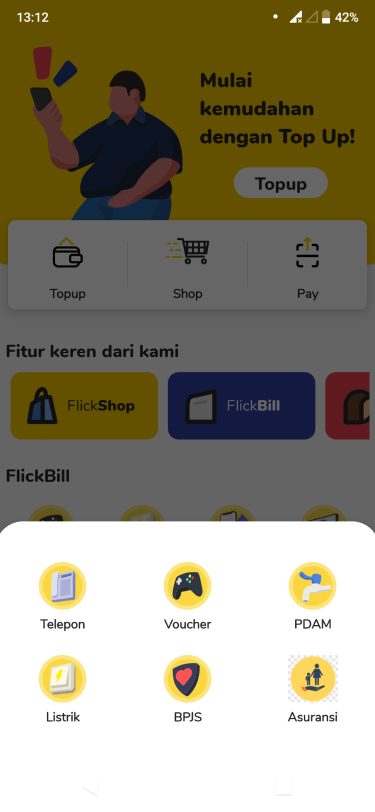 13:12
42%
Mulai
kemudahan
dengan Top Up!
Topup
Topup
Shop
Pay
Fitur keren dari kami
FlickShop
FlickBill
FlickBill
Telepon
Voucher
PDAM
Listrik
BPJS
Asuransi